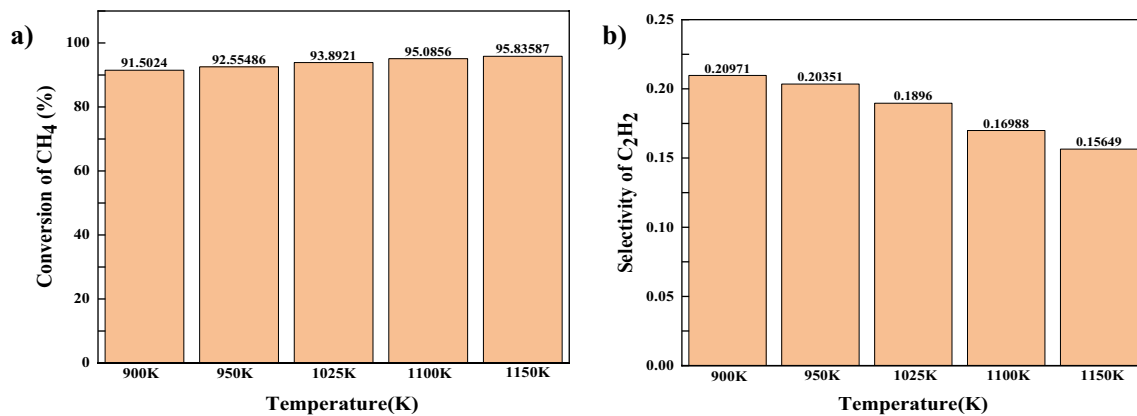 a)
Conversion of CH4 (%)
100
80
60
40
20
0
91.5024
92.55486
93.8921
95.0856
95.83587
900K
950K
1025K
1100K
1150K
Temperature(K)
b)
Selectivity of C2H2
0.25
0.20
0.15
0.10
0.05
0.00
0.20971
0.20351
0.1896
0.16988
0.15649
900K
950K
1025K
1100K
1150K
Temperature(K)